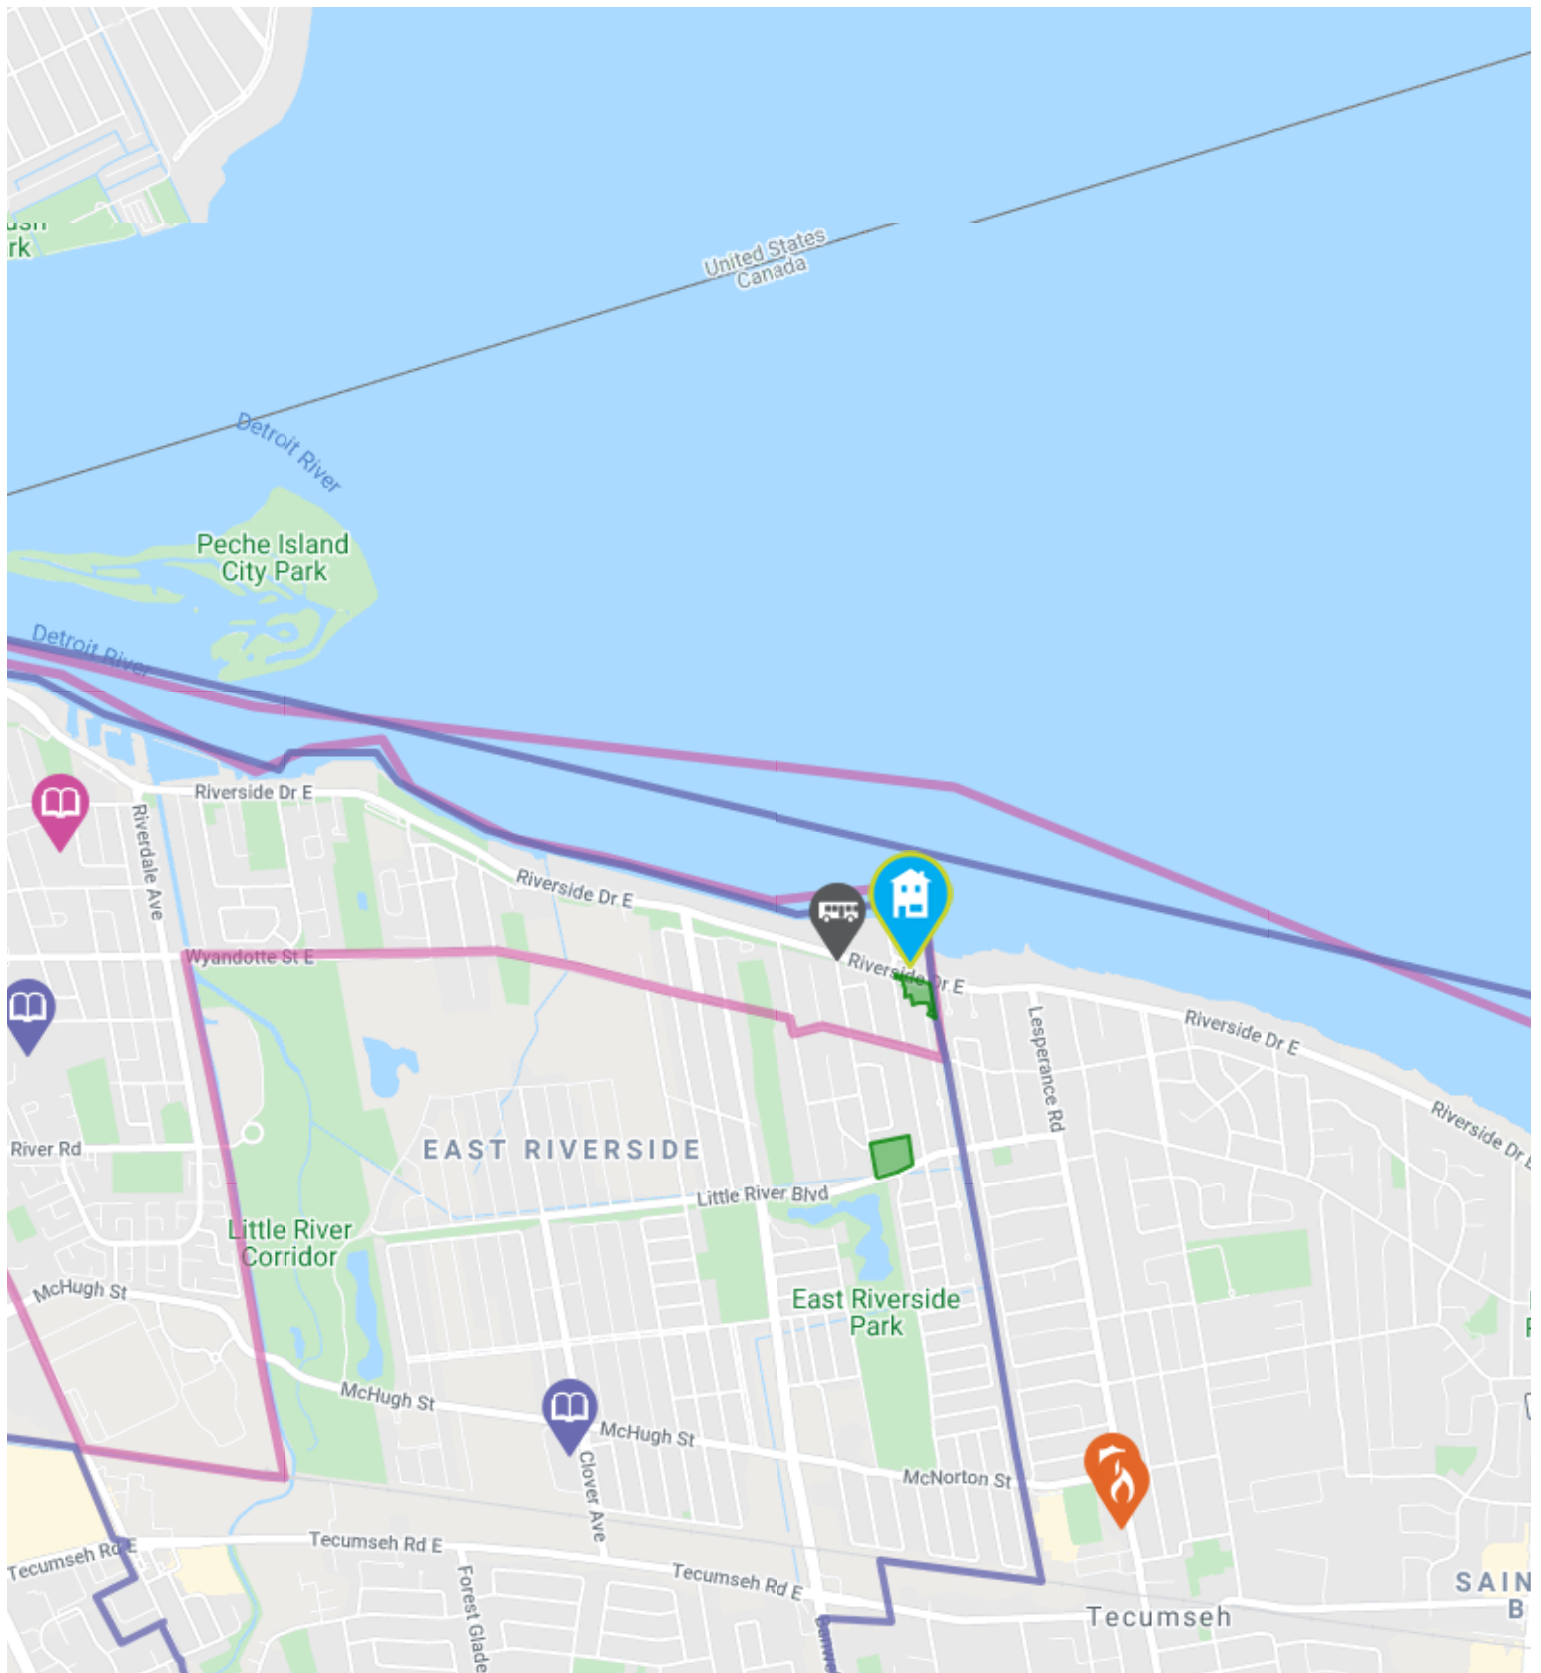 rk
United States
Canada
Detroit River
Peche Island
City Park
Detroit River
Riverside Dr E
Riverdale Ave
Riverside Dr E
Wyandotte St E
Riverside Dr E
Lesperance Rd
Riverside Dr E
Riverside Dr E
River Rd
EAST RIVERSIDE
Little River Blvd
Little River
Corridor
McHugh St
East Riverside
Park
McHugh St
McHugh St
Clover Ave
McNorton St
Tecumseh Rd E
Tecumseh Rd E
Tecumseh Rd E
Forest Glade
SAIN
B
Tecumseh
Banwe